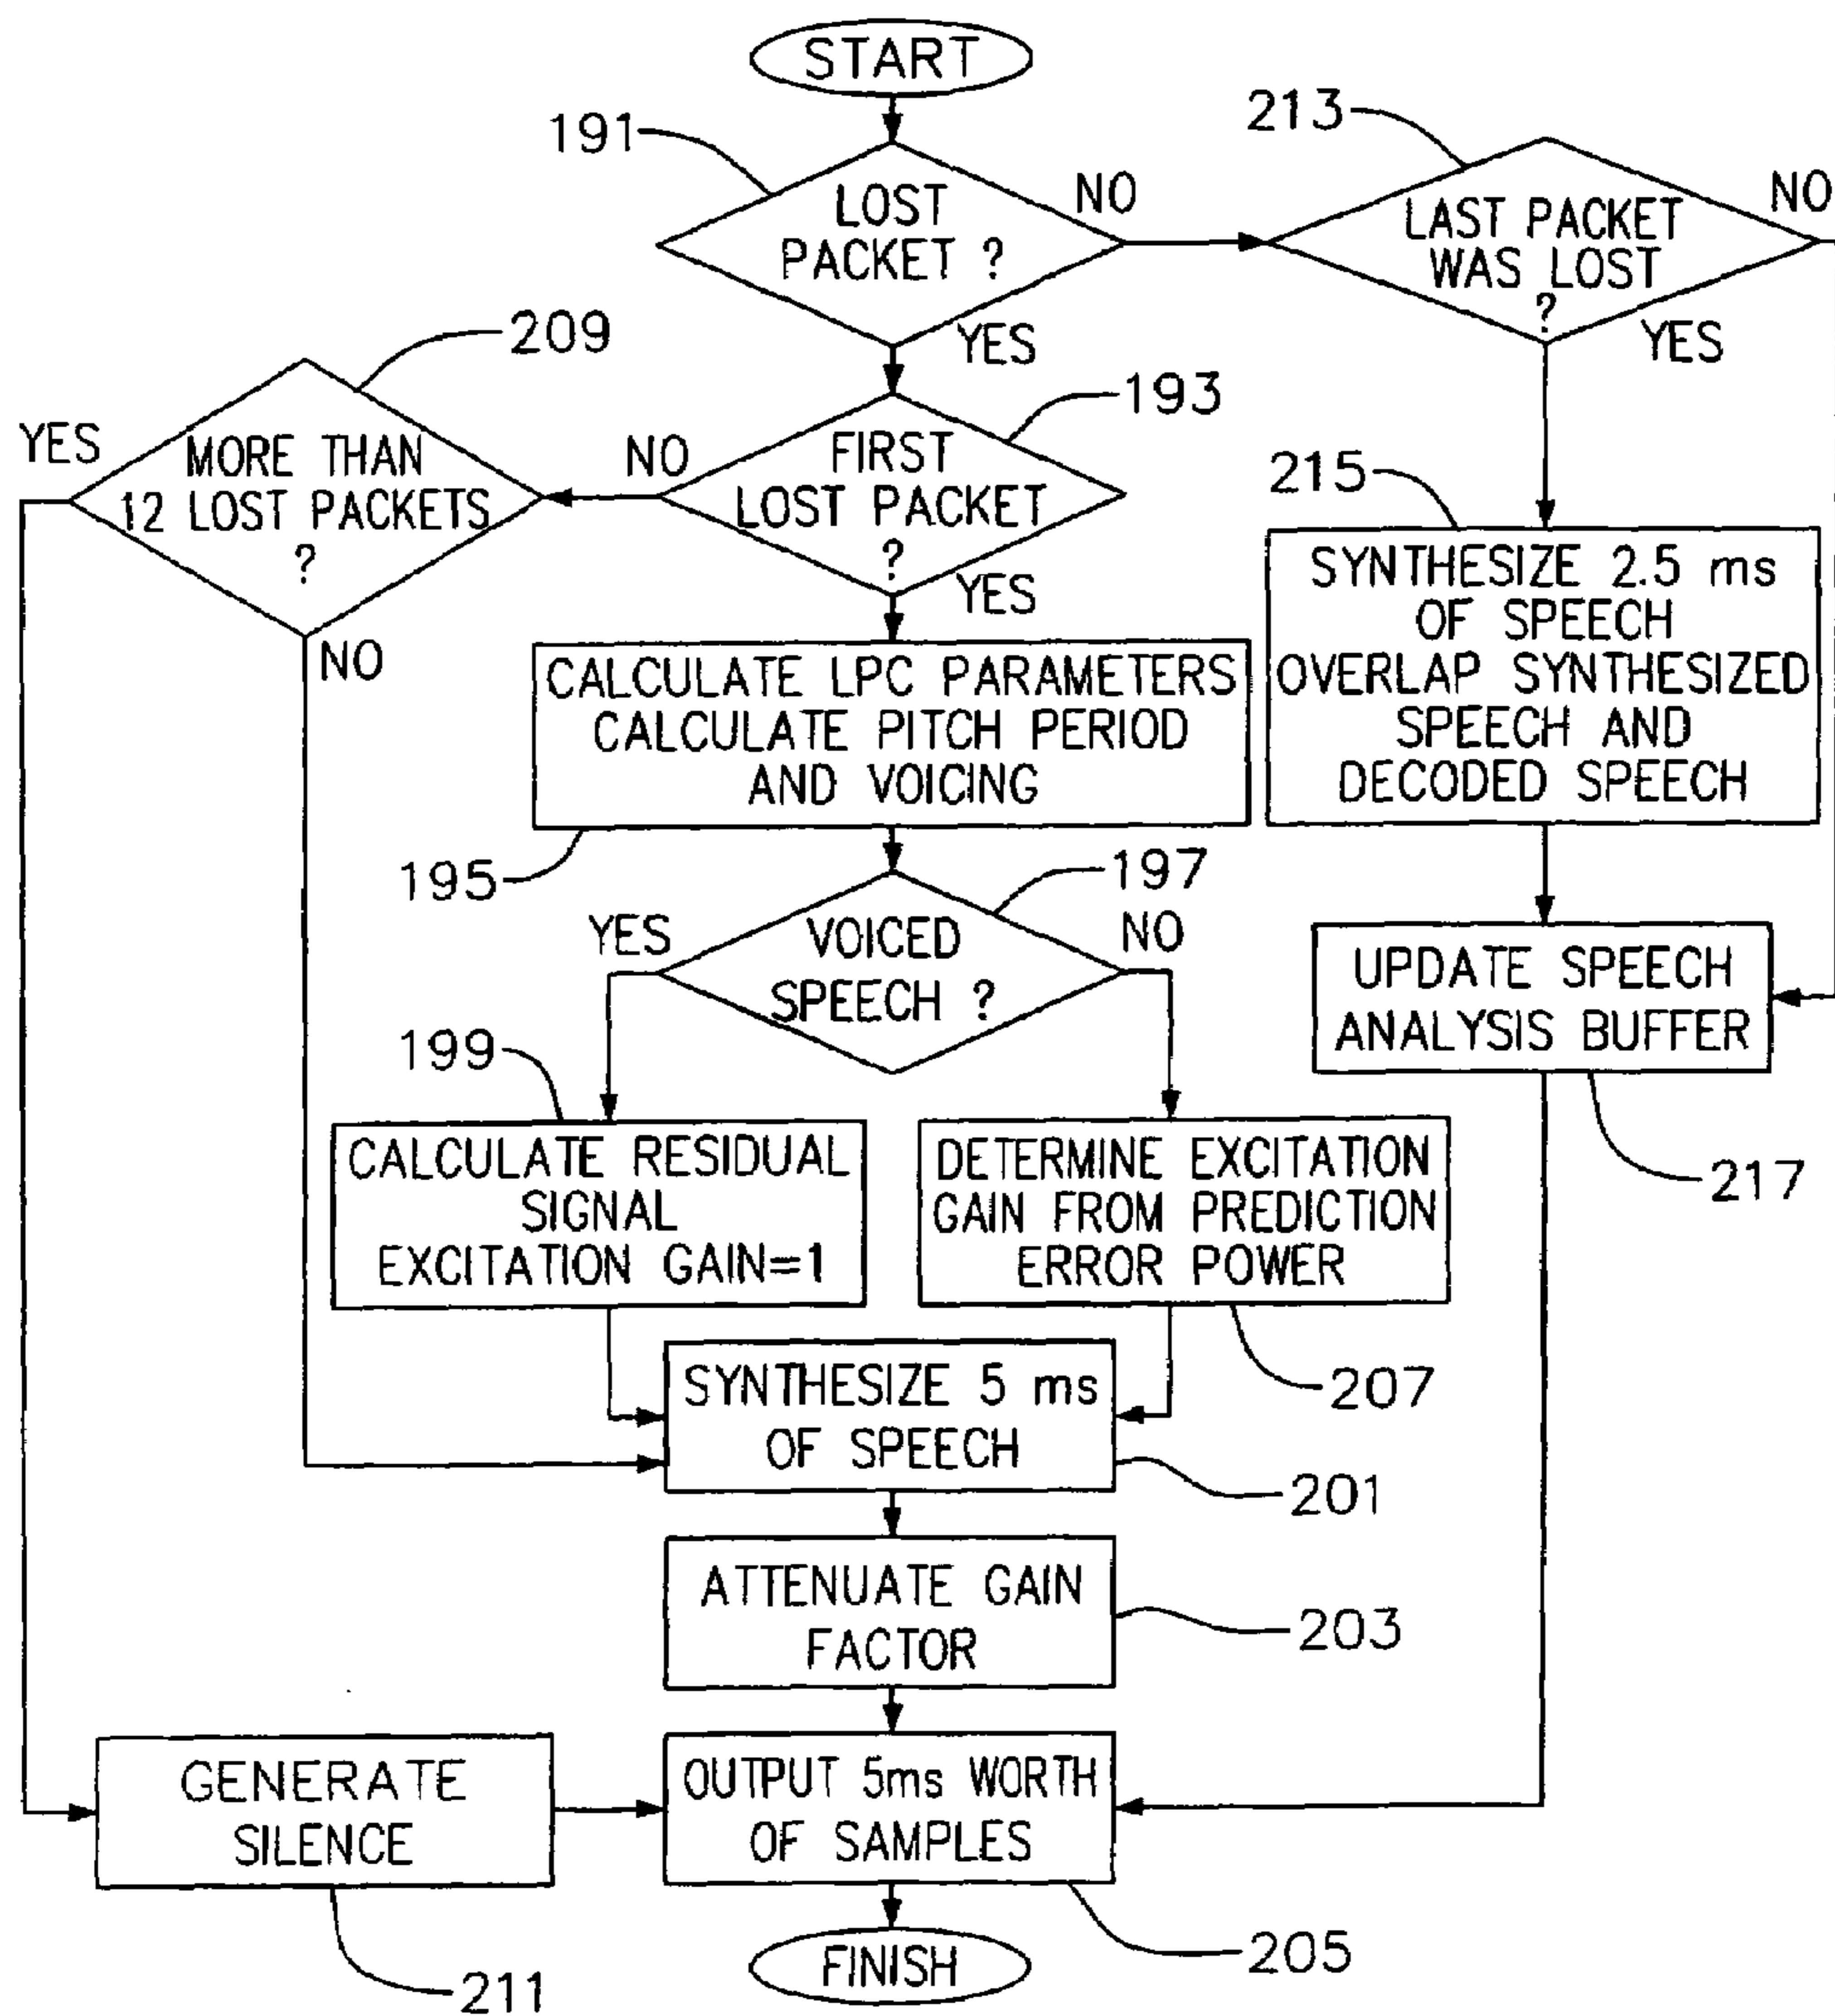 START
191
LOST
PACKET ?
NO
YES
213
LAST PACKET
WAS LOST
?
NO
YES
209
MORE THAN
12 LOST PACKETS
?
YES
NO
193
FIRST
LOST PACKET
?
NO
YES
215
SYNTHESIZE 2.5 ms
OF SPEECH
OVERLAP SYNTHESIZED
SPEECH AND
DECODED SPEECH
CALCULATE LPC PARAMETERS
CALCULATE PITCH PERIOD
AND VOICING
195
197
VOICED
SPEECH ?
YES
NO
UPDATE SPEECH
ANALYSIS BUFFER
217
199
CALCULATE RESIDUAL
SIGNAL
EXCITATION GAIN=1
DETERMINE EXCITATION
GAIN FROM PREDICTION
ERROR POWER
207
SYNTHESIZE 5 ms
OF SPEECH
201
ATTENUATE GAIN
FACTOR
203
GENERATE
SILENCE
211
OUTPUT 5ms WORTH
OF SAMPLES
205
FINISH